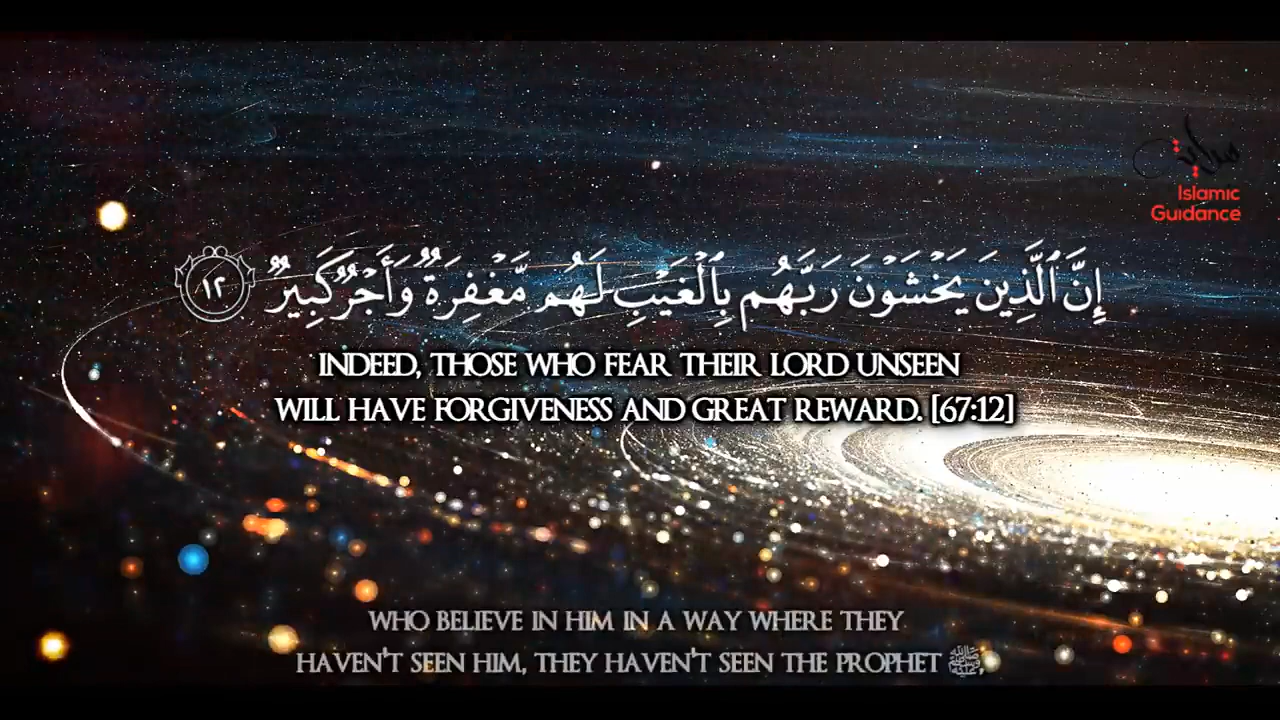 هداية
Islamic
Guidance
إِنَّ ٱلَّذِينَ يَخْشَوْنَ رَبَّهُم بِٱلْغَيْبِ لَهُم مَّغْفِرَةٌ وَأَجْرٌ كَبِيرٌ ١٢
INDEED, THOSE WHO FEAR THEIR LORD UNSEEN
WILL HAVE FORGIVENESS AND GREAT REWARD. [67:12]
WHO BELIEVE IN HIM IN A WAY WHERE THEY
HAVEN'T SEEN HIM, THEY HAVEN'T SEEN THE PROPHET ﷺ,